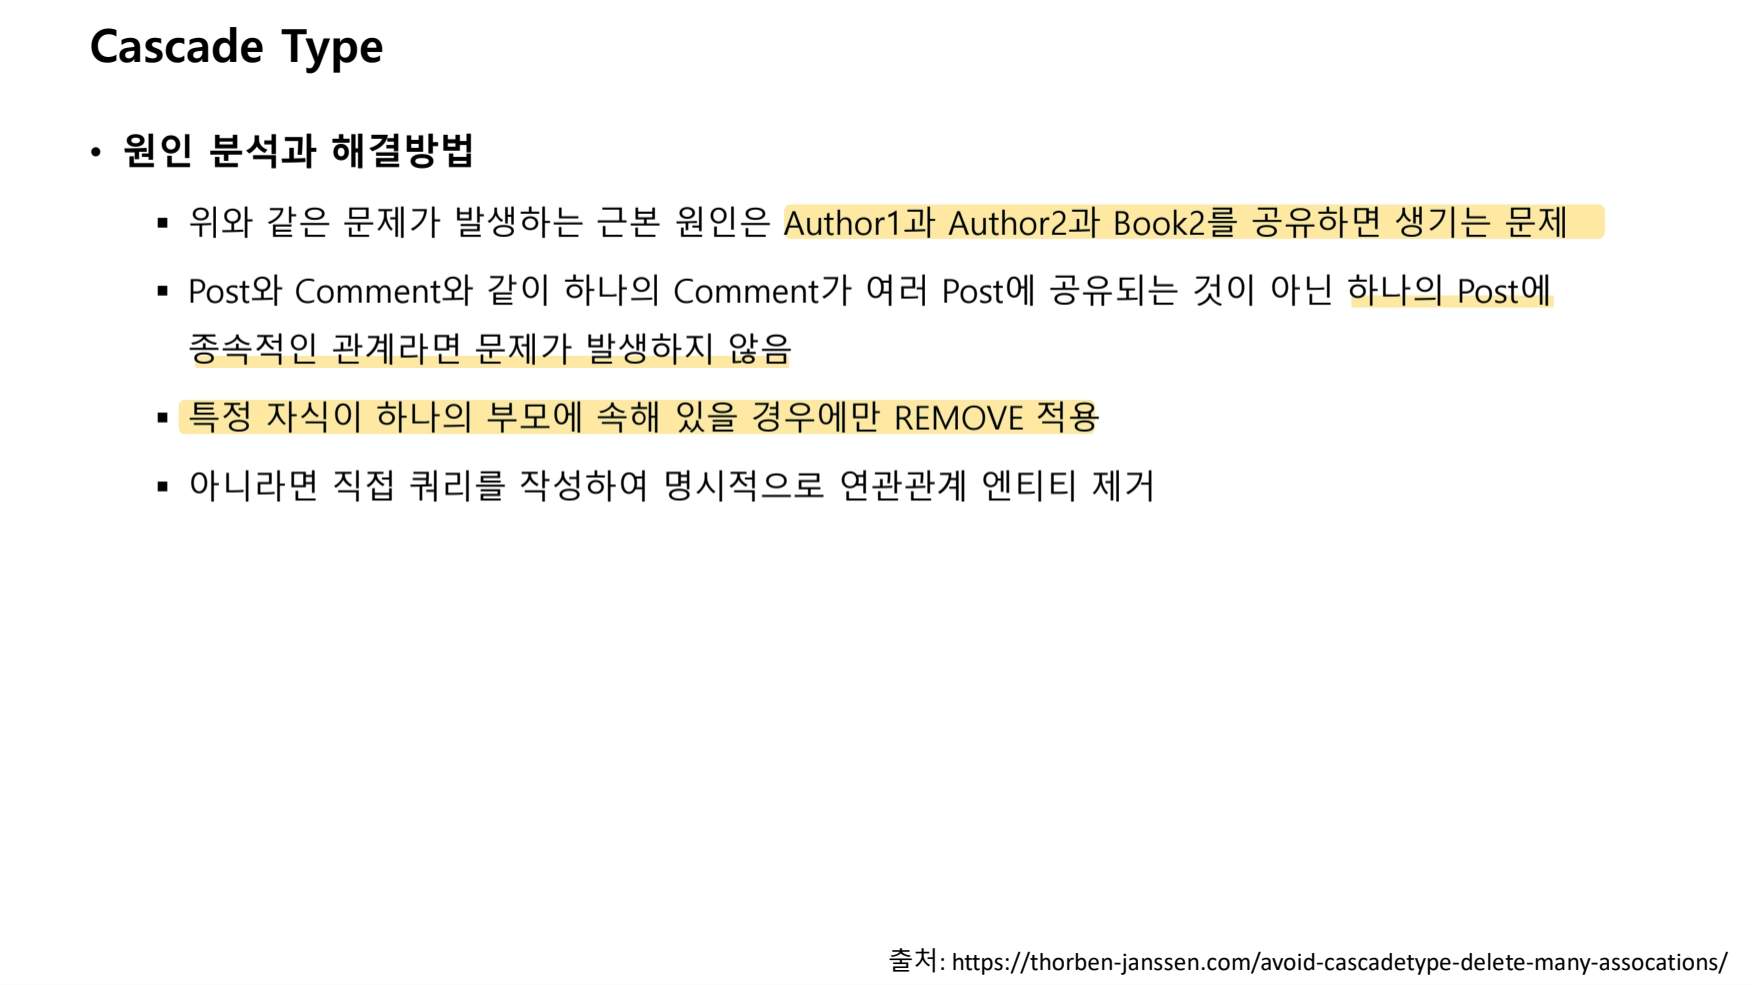 Cascade Type
• 원인 분석과 해결방법
▪ 위와 같은 문제가 발생하는 근본 원인은 Author1과 Author2과 Book2를 공유하면 생기는 문제
▪ Post와 Comment와 같이 하나의 Comment가 여러 Post에 공유되는 것이 아닌 하나의 Post에
종속적인 관계라면 문제가 발생하지 않음
▪ 특정 자식이 하나의 부모에 속해 있을 경우에만 REMOVE 적용
▪ 아니라면 직접 쿼리를 작성하여 명시적으로 연관관계 엔티티 제거
출처: https://thorben-janssen.com/avoid-cascadetype-delete-many-assocations/